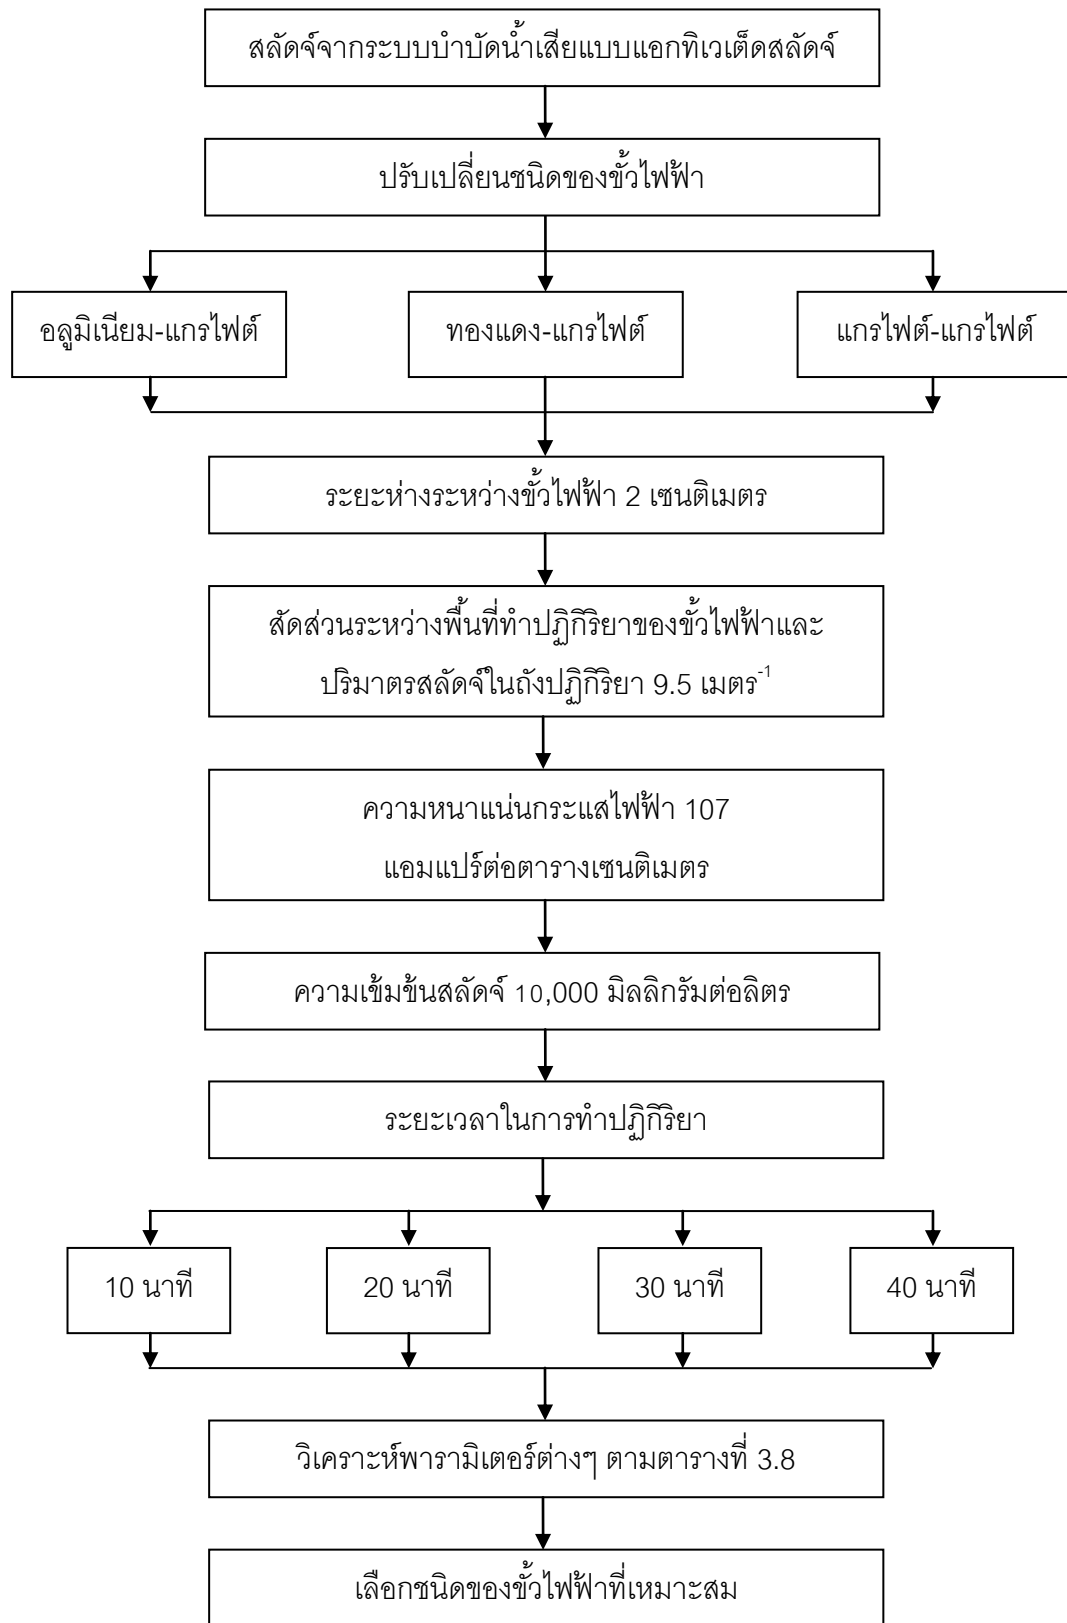 สลัดจ์จากระบบบำบัดน้ำเสียแบบแอกทิเวเต็ดสลัดจ์
ปรับเปลี่ยนชนิดของขั้วไฟฟ้า
อลูมิเนียม-แกรไฟต์
ทองแดง-แกรไฟต์
แกรไฟต์-แกรไฟต์
ระยะห่างระหว่างขั้วไฟฟ้า 2 เซนติเมตร
สัดส่วนระหว่างพื้นที่ทำปฏิกิริยาของขั้วไฟฟ้าและ
ปริมาตรสลัดจ์ในถังปฏิกิริยา 9.5 เมตร⁻¹
ความหนาแน่นกระแสไฟฟ้า 107
แอมแปร์ต่อตารางเซนติเมตร
ความเข้มข้นสลัดจ์ 10,000 มิลลิกรัมต่อลิตร
ระยะเวลาในการทำปฏิกิริยา
10 นาที
20 นาที
30 นาที
40 นาที
วิเคราะห์พารามิเตอร์ต่างๆ ตามตารางที่ 3.8
เลือกชนิดของขั้วไฟฟ้าที่เหมาะสม